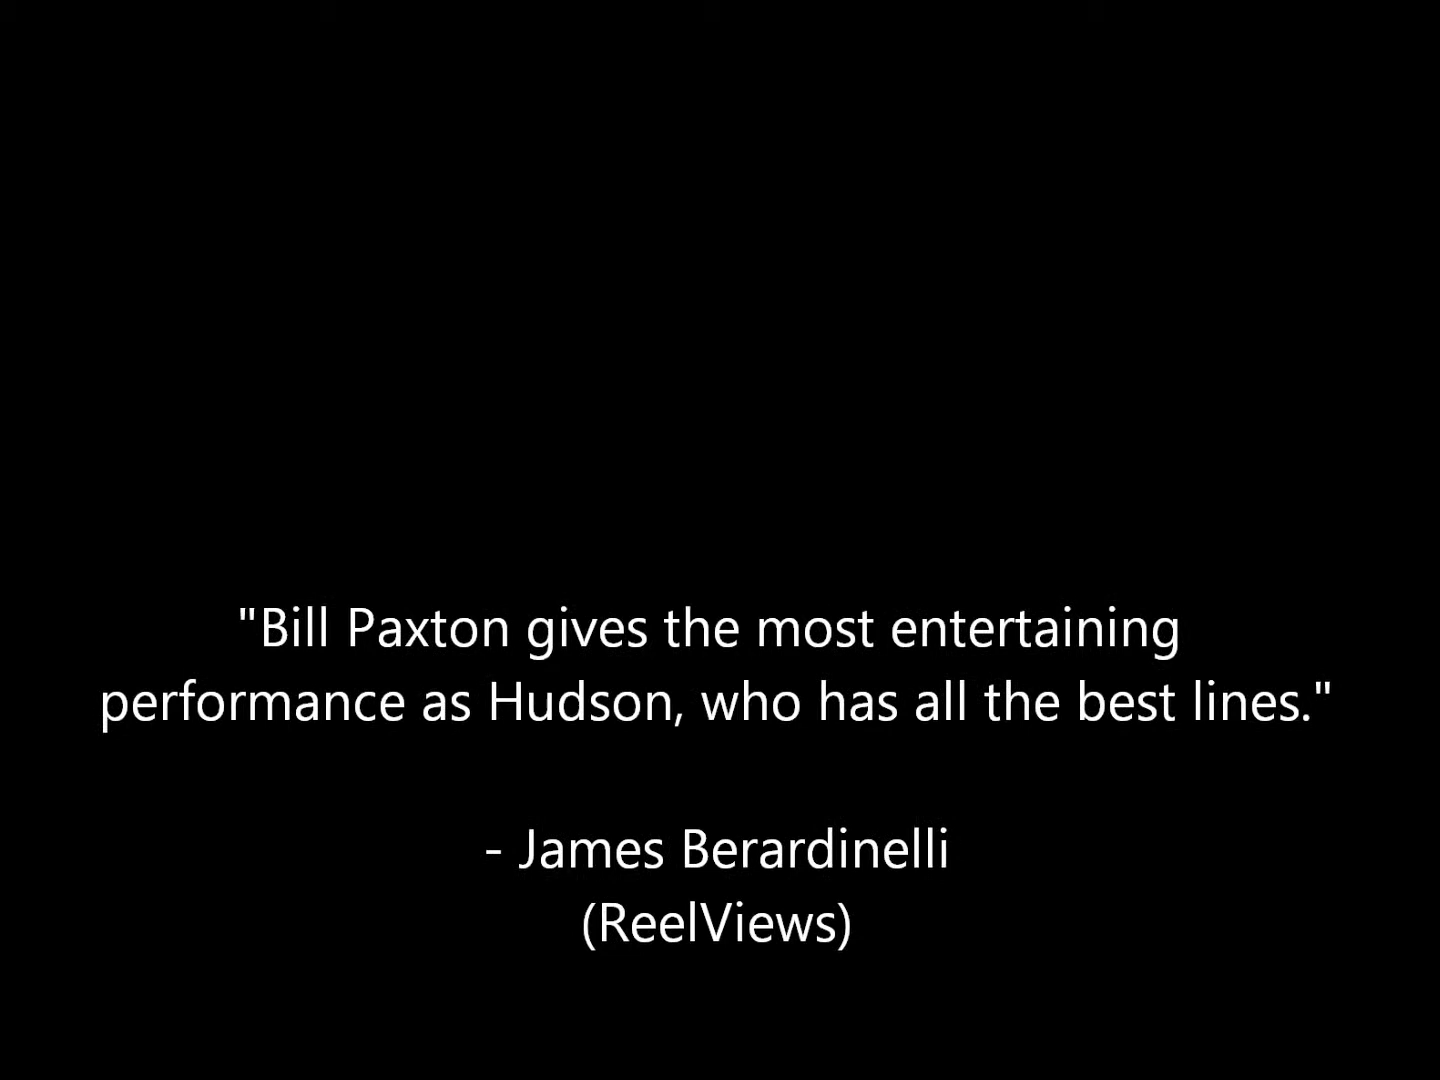 "Bill Paxton gives the most entertaining
performance as Hudson, who has all the best lines."
- James Berardinelli
(ReelViews)